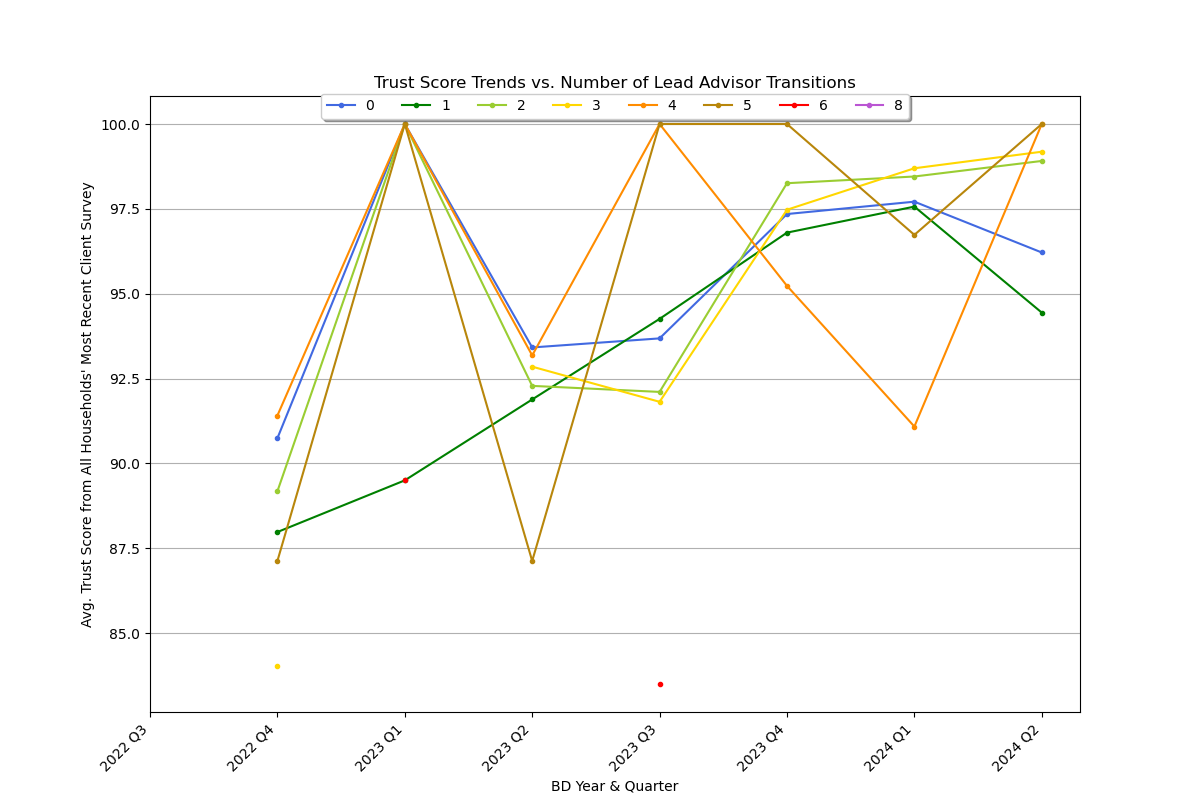 Trust Score Trends vs. Number of Lead Advisor Transitions
0 1 2 3 4 5 6 8
Avg. Trust Score from All Households' Most Recent Client Survey
100.0
97.5
95.0
92.5
90.0
87.5
85.0
2022 Q3
2022 Q4
2023 Q1
2023 Q2
2023 Q3
2023 Q4
2024 Q1
2024 Q2
BD Year & Quarter